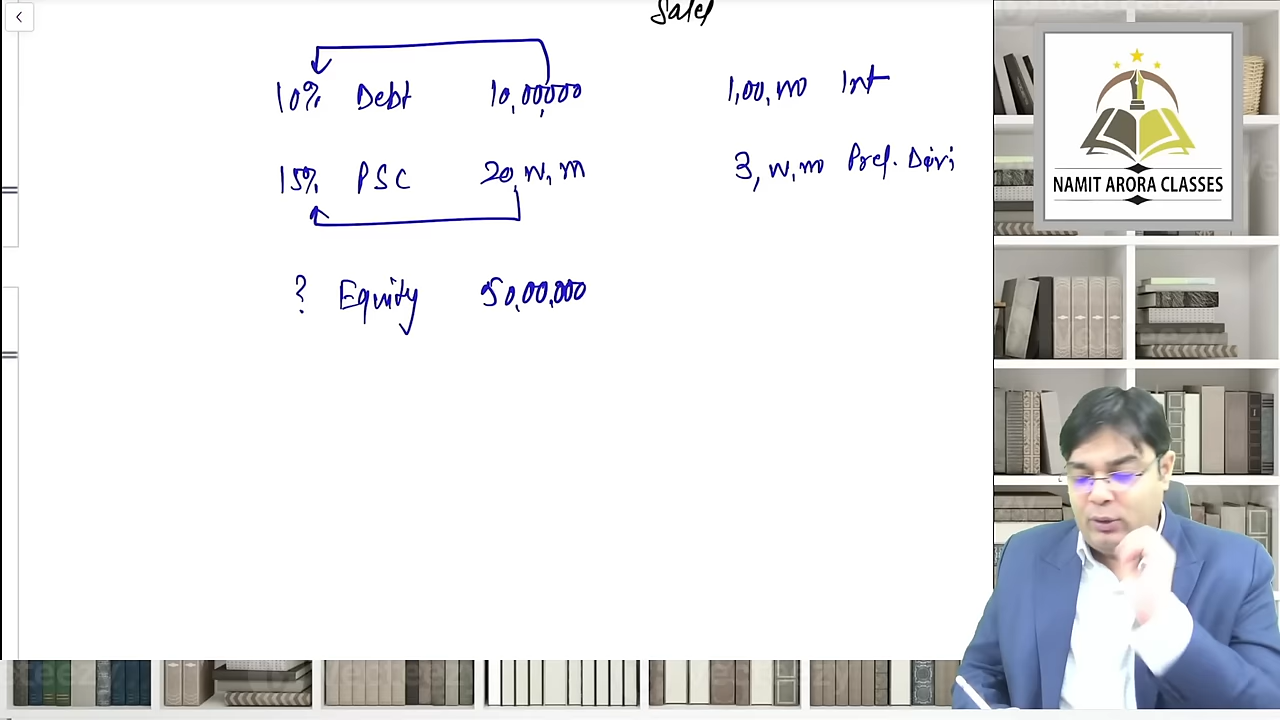 Sales
10% Debt 10,00,000 1,00,000 Int
15% PSC 20,00,000 3,00,000 Pref. Divi
? Equity 50,00,000
NAMIT ARORA CLASSES